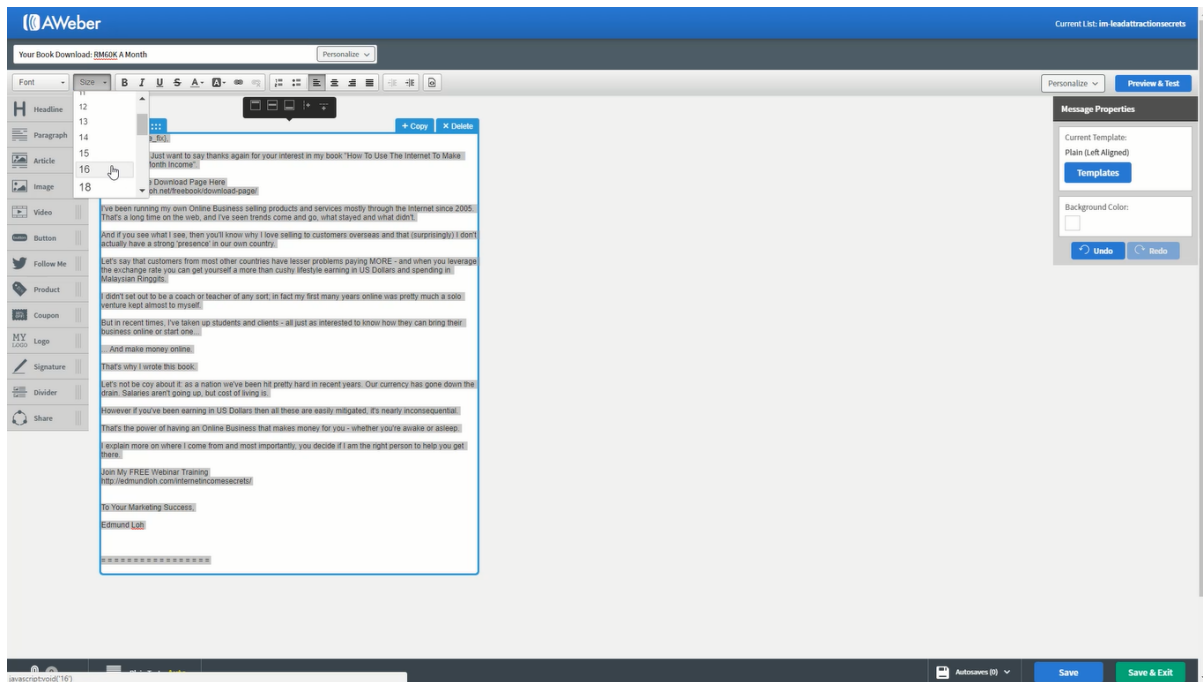 AWeber
Current List: im-leadattractionsecrets
Your Book Download: RM60K A Month
Personalize
Font
Size
B I U S A A
Personalize
Preview & Test
11
12
13
14
15
16
18
Headline
Paragraph
Article
Image
Video
Button
Follow Me
Product
Coupon
MY LOGO
Logo
Signature
Divider
Share
+ Copy
× Delete
_fix},
Just want to say thanks again for your interest in my book "How To Use The Internet To Make
Month Income".
Download Page Here
oh.net/freebook/download-page/
I've been running my own Online Business selling products and services mostly through the Internet since 2005.
That's a long time on the web, and I've seen trends come and go, what stayed and what didn't.
And if you see what I see, then you'll know why I love selling to customers overseas and that (surprisingly) I don't
actually have a strong 'presence' in our own country.
Let's say that customers from most other countries have lesser problems paying MORE - and when you leverage
the exchange rate you can get yourself a more than cushy lifestyle earning in US Dollars and spending in
Malaysian Ringgits.
I didn't set out to be a coach or teacher of any sort; in fact my first many years online was pretty much a solo
venture kept almost to myself.
But in recent times, I've taken up students and clients - all just as interested to know how they can bring their
business online or start one...
... And make money online.
That's why I wrote this book.
Let's not be coy about it: as a nation we've been hit pretty hard in recent years. Our currency has gone down the
drain. Salaries aren't going up, but cost of living is.
However if you've been earning in US Dollars then all these are easily mitigated, it's nearly inconsequential.
That's the power of having an Online Business that makes money for you - whether you're awake or asleep.
I explain more on where I come from and most importantly, you decide if I am the right person to help you get
there.
Join My FREE Webinar Training
http://edmundloh.com/internetincomesecrets/
To Your Marketing Success,
Edmund Loh
= = = = = = = = = = = = = = = = =
Message Properties
Current Template:
Plain (Left Aligned)
Templates
Background Color:
Undo
Redo
javascript:void('16')
Autosaves (0)
Save
Save & Exit